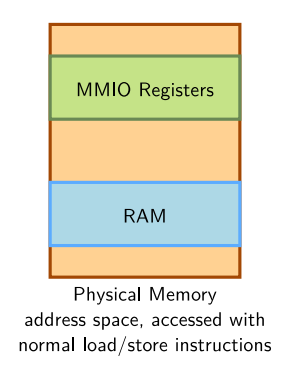 MMIO Registers
RAM
Physical Memory
address space, accessed with
normal load/store instructions